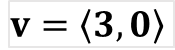 v = ⟨3,0⟩